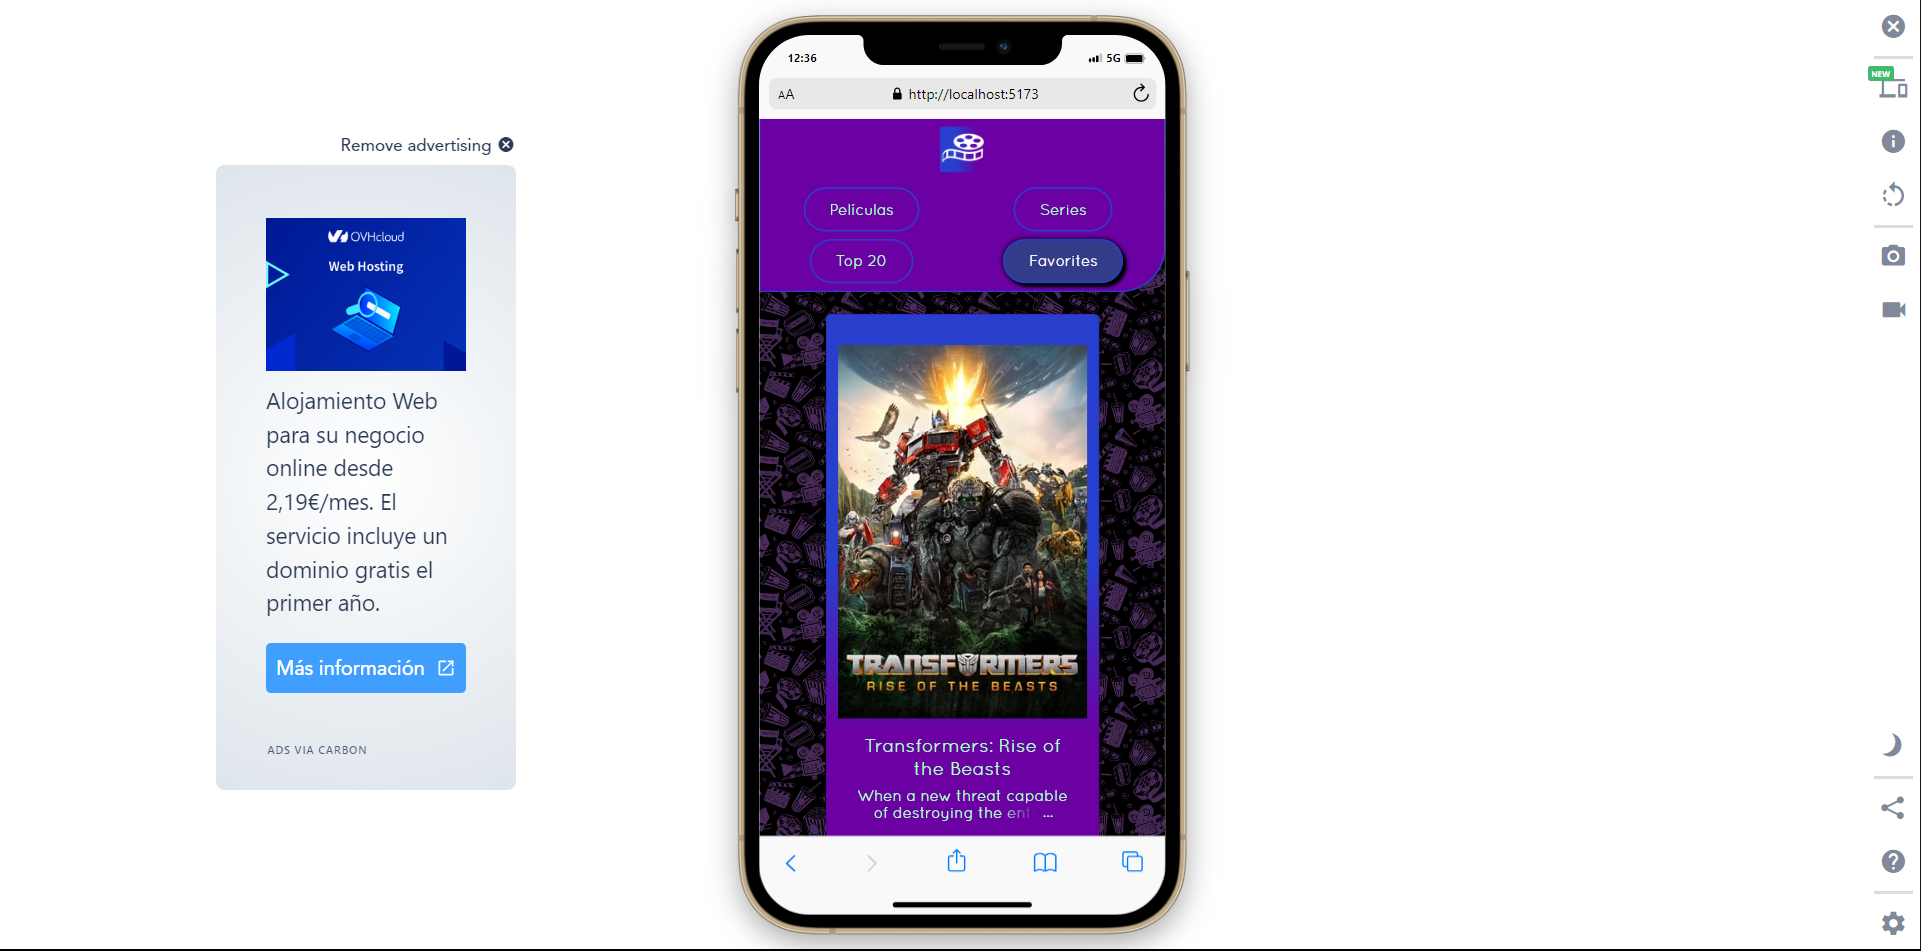 Remove advertising
OVHcloud
Web Hosting
Alojamiento Web
para su negocio
online desde
2,19€/mes. El
servicio incluye un
dominio gratis el
primer año.
Más información
ADS VIA CARBON
12:36
5G
AA
http://localhost:5173
Películas
Series
Top 20
Favorites
TRANSFORMERS
RISE OF THE BEASTS
Transformers: Rise of
the Beasts
When a new threat capable
of destroying the ent ...
NEW